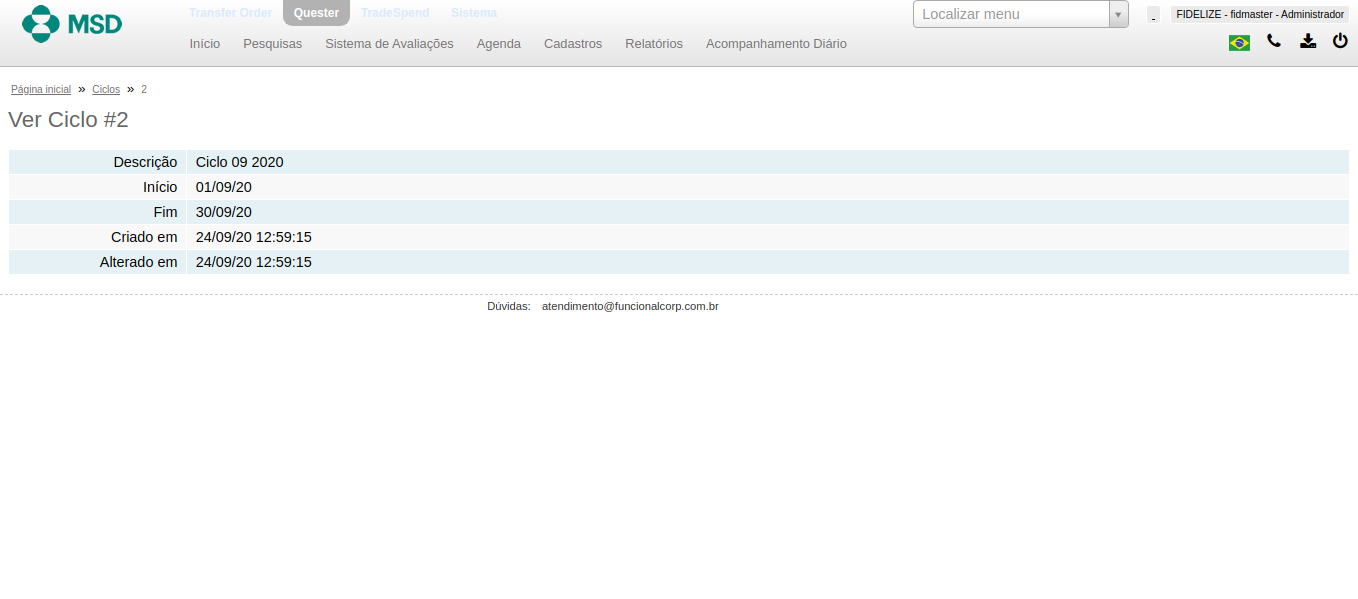 MSD
Transfer Order Quester TradeSpend Sistema
Localizar menu
- FIDELIZE - fidmaster - Administrador
Início Pesquisas Sistema de Avaliações Agenda Cadastros Relatórios Acompanhamento Diário
Página inicial » Ciclos » 2
Ver Ciclo #2
Descrição Ciclo 09 2020
Início 01/09/20
Fim 30/09/20
Criado em 24/09/20 12:59:15
Alterado em 24/09/20 12:59:15
Dúvidas: atendimento@funcionalcorp.com.br